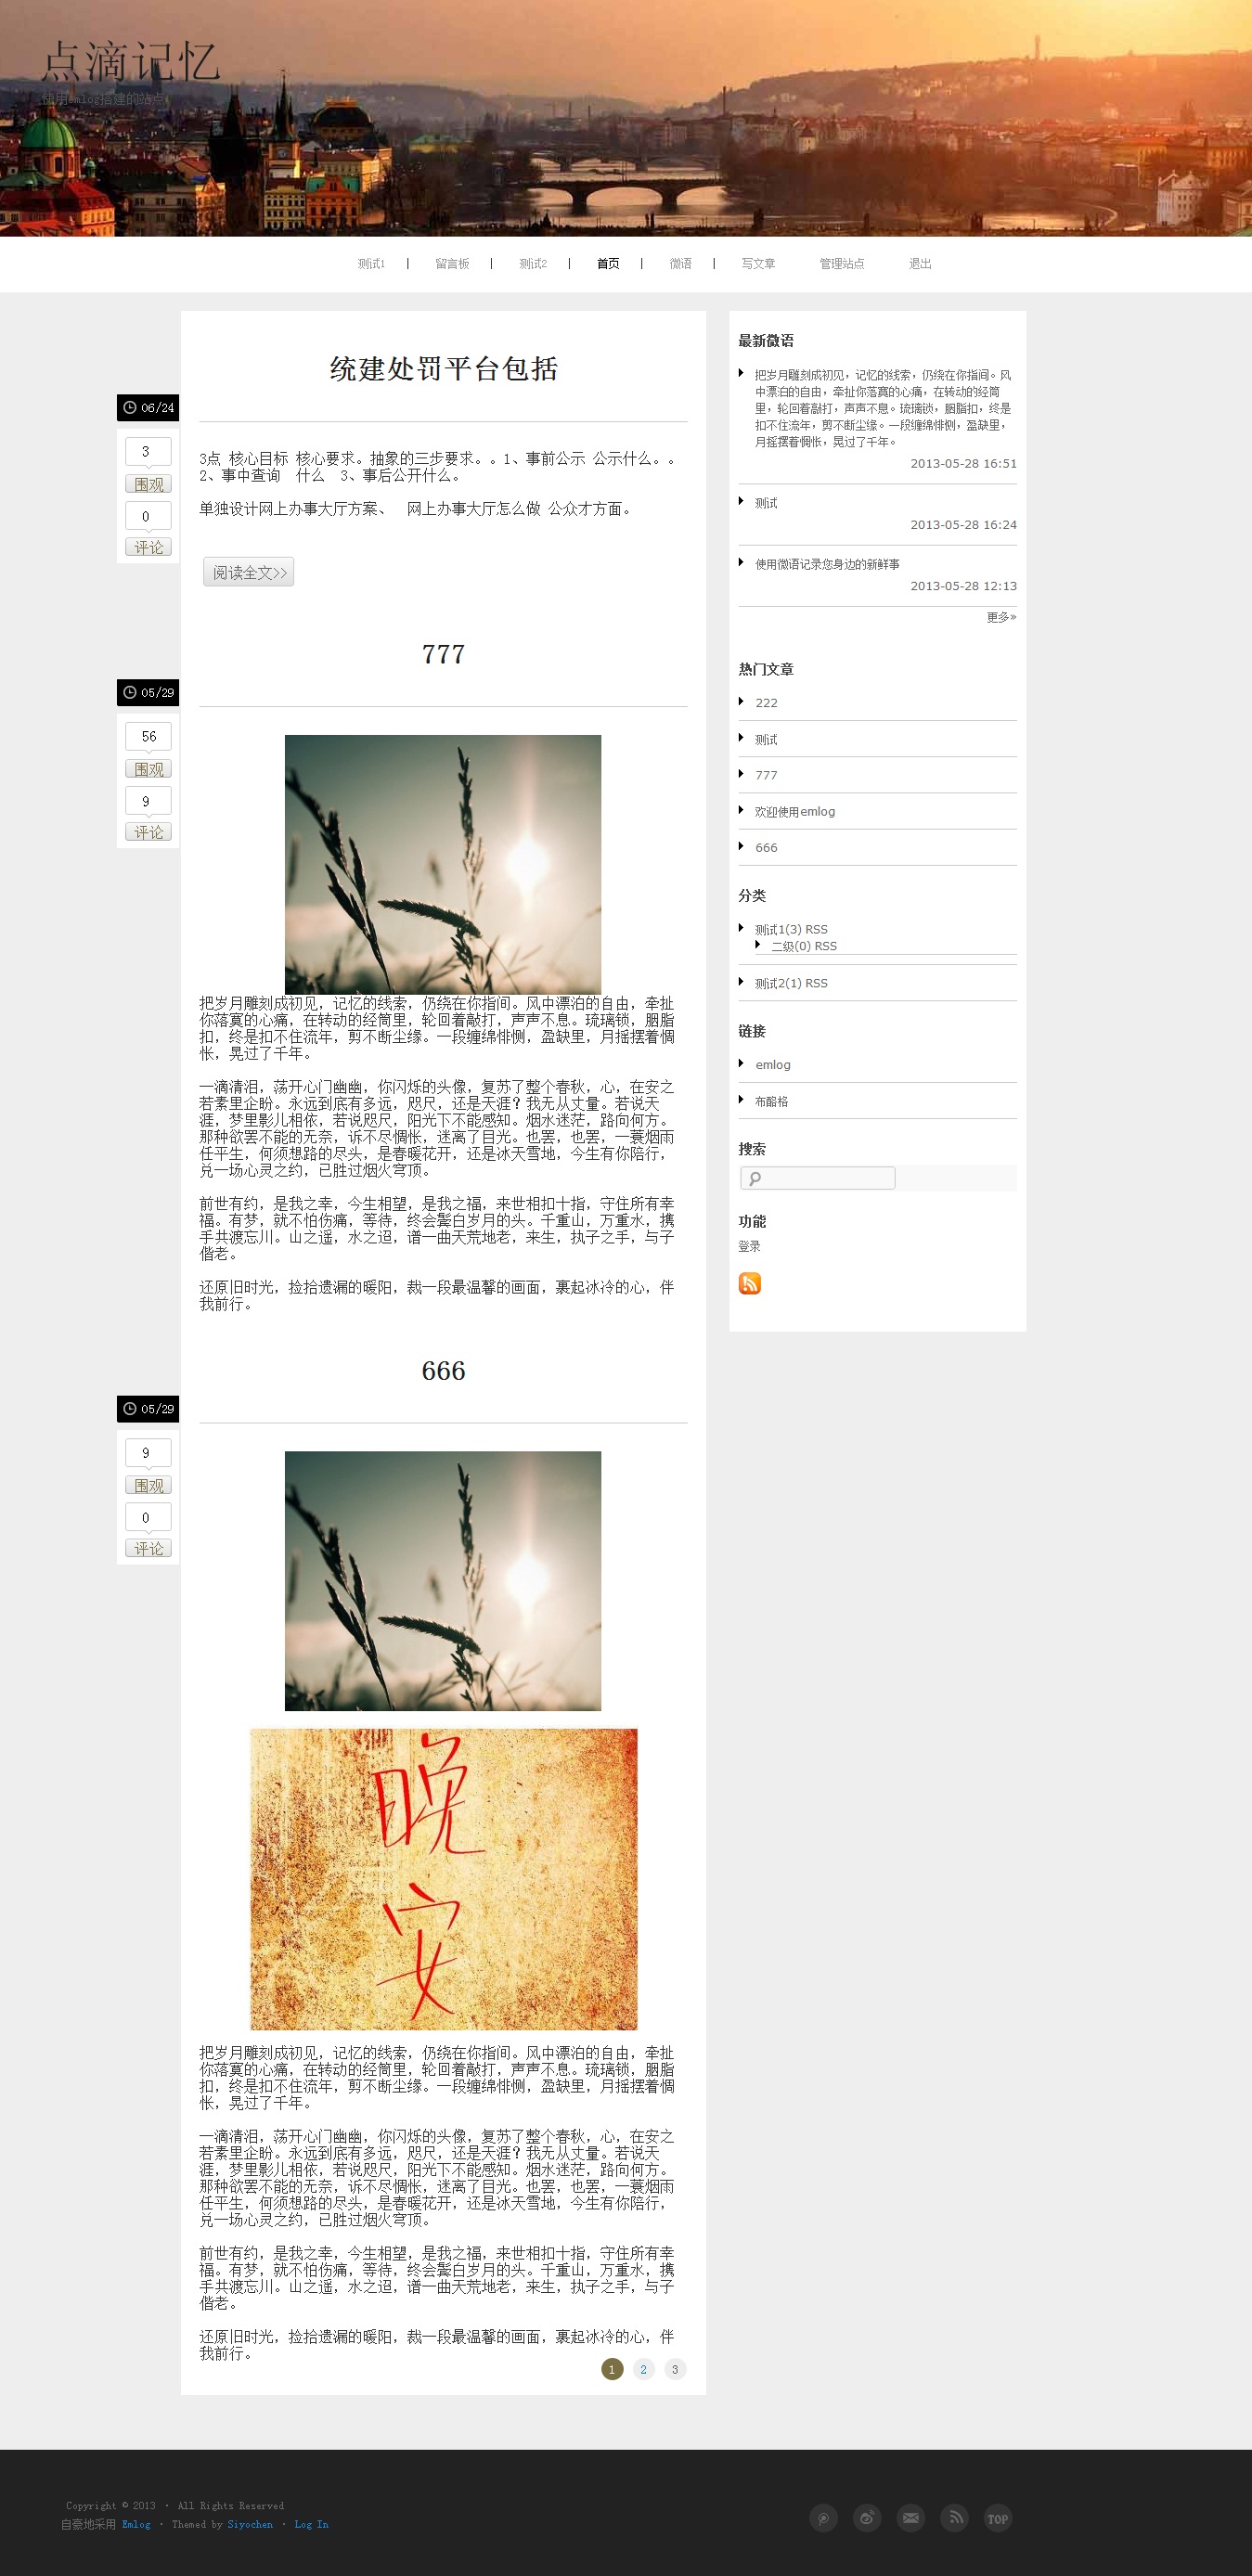 点滴记忆
使用emlog搭建的站点
测试1 | 留言板 | 测试2 | 首页 | 微语 | 写文章 管理站点 退出
统建处罚平台包括
06/24
3
围观
0
评论
3点 核心目标 核心要求。抽象的三步要求。。1、事前公示 公示什么。。
2、事中查询 什么 3、事后公开什么。
单独设计网上办事大厅方案、 网上办事大厅怎么做 公众才方面。
阅读全文>>
777
05/29
56
围观
9
评论
把岁月雕刻成初见，记忆的线索，仍绕在你指间。风中漂泊的自由，牵扯
你落寞的心痛，在转动的经筒里，轮回着敲打，声声不息。琉璃锁，胭脂
扣，终是扣不住流年，剪不断尘缘。一段缠绵悱恻，盈缺里，月摇摆着惆
怅，晃过了千年。
一滴清泪，荡开心门幽幽，你闪烁的头像，复苏了整个春秋，心，在安之
若素里企盼。永远到底有多远，咫尺，还是天涯？我无从丈量。若说天
涯，梦里影儿相依，若说咫尺，阳光下不能感知。烟水迷茫，路向何方。
那种欲罢不能的无奈，诉不尽惆怅，迷离了目光。也罢，也罢，一蓑烟雨
任平生，何须想路的尽头，是春暖花开，还是冰天雪地，今生有你陪行，
兑一场心灵之约，已胜过烟火穹顶。
前世有约，是我之幸，今生相望，是我之福，来世相扣十指，守住所有幸
福。有梦，就不怕伤痛，等待，终会鬓白岁月的头。千重山，万重水，携
手共渡忘川。山之遥，水之迢，谱一曲天荒地老，来生，执子之手，与子
偕老。
还原旧时光，捡拾遗漏的暖阳，裁一段最温馨的画面，裹起冰冷的心，伴
我前行。
666
05/29
9
围观
0
评论
晚
安
把岁月雕刻成初见，记忆的线索，仍绕在你指间。风中漂泊的自由，牵扯
你落寞的心痛，在转动的经筒里，轮回着敲打，声声不息。琉璃锁，胭脂
扣，终是扣不住流年，剪不断尘缘。一段缠绵悱恻，盈缺里，月摇摆着惆
怅，晃过了千年。
一滴清泪，荡开心门幽幽，你闪烁的头像，复苏了整个春秋，心，在安之
若素里企盼。永远到底有多远，咫尺，还是天涯？我无从丈量。若说天
涯，梦里影儿相依，若说咫尺，阳光下不能感知。烟水迷茫，路向何方。
那种欲罢不能的无奈，诉不尽惆怅，迷离了目光。也罢，也罢，一蓑烟雨
任平生，何须想路的尽头，是春暖花开，还是冰天雪地，今生有你陪行，
兑一场心灵之约，已胜过烟火穹顶。
前世有约，是我之幸，今生相望，是我之福，来世相扣十指，守住所有幸
福。有梦，就不怕伤痛，等待，终会鬓白岁月的头。千重山，万重水，携
手共渡忘川。山之遥，水之迢，谱一曲天荒地老，来生，执子之手，与子
偕老。
还原旧时光，捡拾遗漏的暖阳，裁一段最温馨的画面，裹起冰冷的心，伴
我前行。
1 2 3
最新微语
把岁月雕刻成初见，记忆的线索，仍绕在你指间。风
中漂泊的自由，牵扯你落寞的心痛，在转动的经筒
里，轮回着敲打，声声不息。琉璃锁，胭脂扣，终是
扣不住流年，剪不断尘缘。一段缠绵悱恻，盈缺里，
月摇摆着惆怅，晃过了千年。
2013-05-28 16:51
测试
2013-05-28 16:24
使用微语记录您身边的新鲜事
2013-05-28 12:13
更多»
热门文章
222
测试
777
欢迎使用emlog
666
分类
测试1(3) RSS
二级(0) RSS
测试2(1) RSS
链接
emlog
布酷格
搜索
功能
登录
Copyright © 2013 · All Rights Reserved
自豪地采用 Emlog · Themed by Siyochen · Log In
TOP